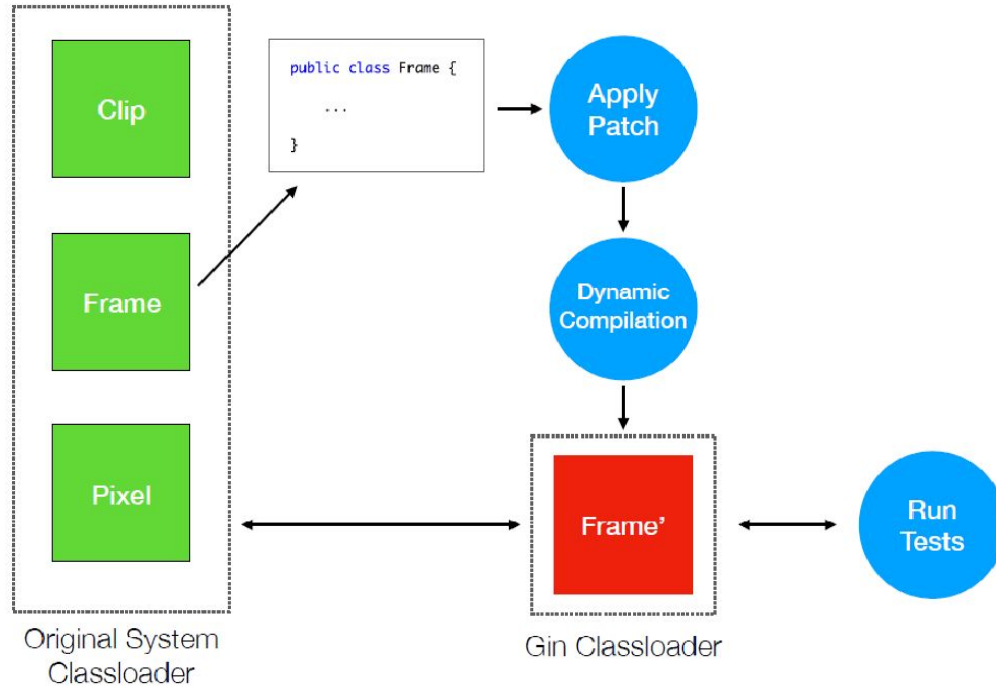 Clip
Frame
Pixel
Original System
Classloader
public class Frame {
...
}
Apply
Patch
Dynamic
Compilation
Frame’
Gin Classloader
Run
Tests